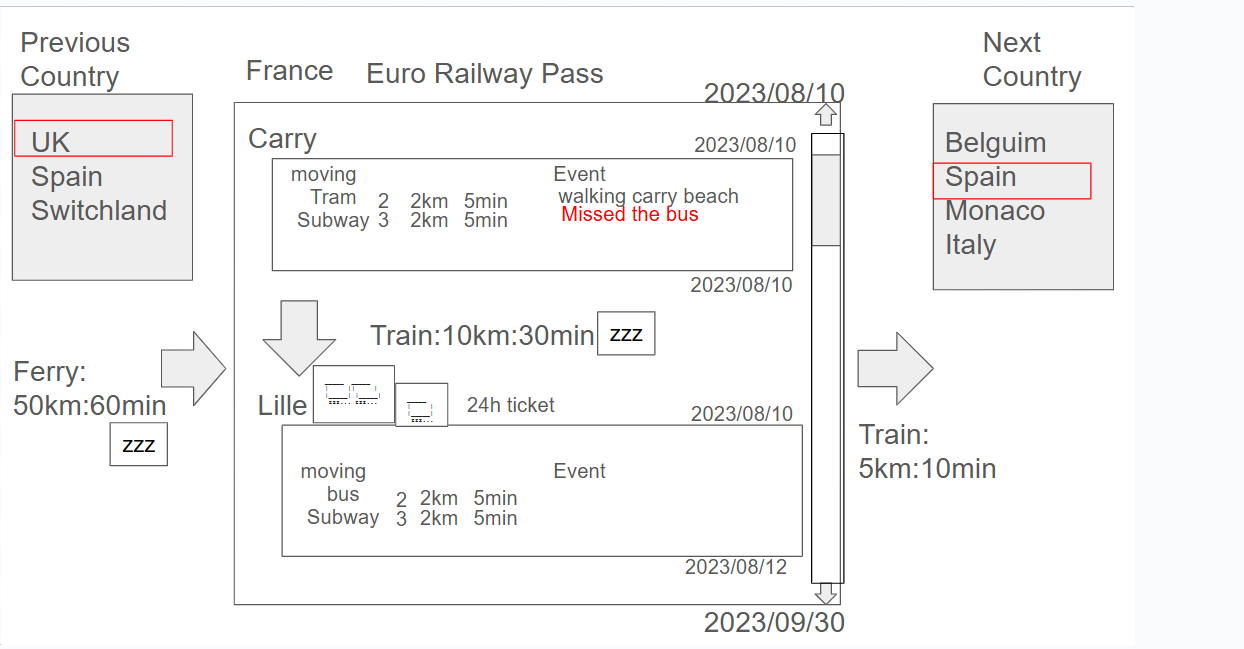 Previous
Country
France
Euro Railway Pass
Next
Country
2023/08/10
UK
Spain
Switchland
Carry
2023/08/10
moving
Event
Tram 2 2km 5min
walking carry beach
Subway 3 2km 5min
Missed the bus
2023/08/10
Belguim
Spain
Monaco
Italy
Train:10km:30min
zzz
Ferry:
50km:60min
zzz
Lille
24h ticket
2023/08/10
moving
Event
bus 2 2km 5min
Subway 3 2km 5min
2023/08/12
Train:
5km:10min
2023/09/30